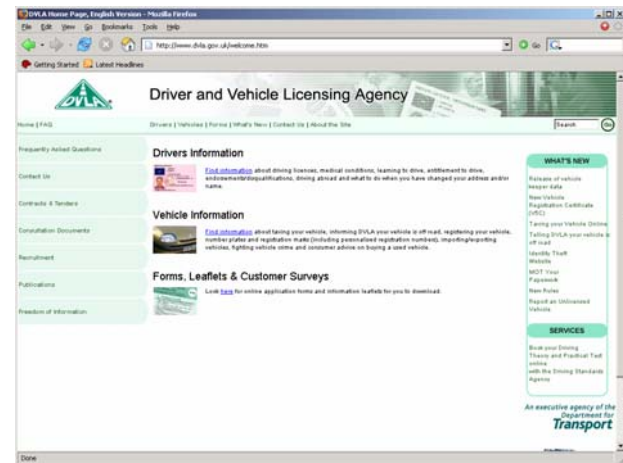 DVLA Home Page, English Version - Mozilla Firefox
File Edit View Go Bookmarks Tools Help
http://www.dvla.gov.uk/welcome.htm
Go
Getting Started Latest Headlines
DVLA
Driver and Vehicle Licensing Agency
Home | FAQ
Drivers | Vehicles | Forms | What's New | Contact Us | About the Site
Search
Go
Frequently Asked Questions
Contact Us
Contracts & Tenders
Consultation Documents
Recruitment
Publications
Freedom of Information
Drivers Information
Find information about driving licences, medical conditions, learning to drive, entitlement to drive,
endorsements/disqualifications, driving abroad and what to do when you have changed your address and/or
name.
Vehicle Information
Find information about taxing your vehicle, informing DVLA your vehicle is off road, registering your vehicle,
number plates and registration marks (including personalised registration numbers), importing/exporting
vehicles, fighting vehicle crime and consumer advice on buying a used vehicle.
Forms, Leaflets & Customer Surveys
Look here for online application forms and information leaflets for you to download.
WHAT'S NEW
Release of vehicle
keeper data
New Vehicle
Registration Certificate
(V5C)
Taxing your Vehicle Online
Telling DVLA your vehicle is
off road
Identity Theft
Website
MOT Your
Paperwork
New Rules
Report an Unlicensed
Vehicle
SERVICES
Book your Driving
Theory and Practical Test
online
with the Driving Standards
Agency
An executive agency of the
Department for
Transport
Done